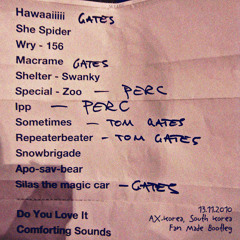 Hawaaiiiii GATES
She Spider
Wry - 156
Macrame GATES
Shelter - Swanky
Special - Zoo — PERC
Ipp — PERC
Sometimes — TOM GATES
Repeaterbeater - TOM GATES
Snowbrigade
Apo-sav-bear
Silas the magic car — GATES
Do You Love It
Comforting Sounds
13.11.2010
AX-Korea, South Korea
Fan Made Bootleg